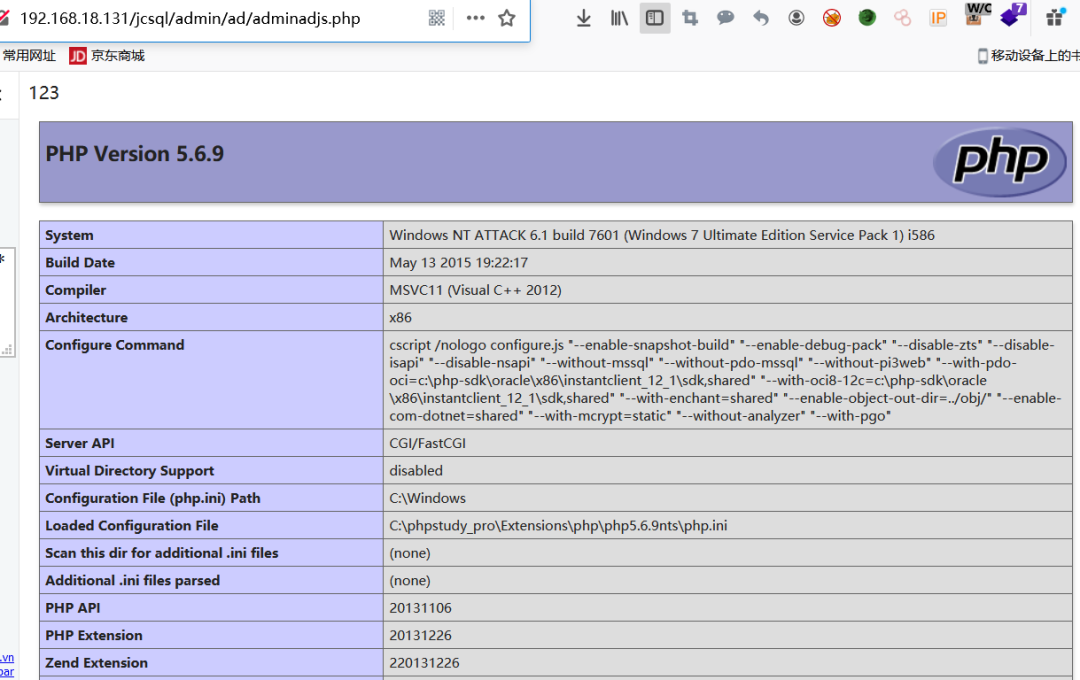 192.168.18.131/jcsql/admin/ad/adminadjs.php
IP
W/C
7
常用网址 JD 京东商城
移动设备上的书
123
PHP Version 5.6.9
php
System Windows NT ATTACK 6.1 build 7601 (Windows 7 Ultimate Edition Service Pack 1) i586
Build Date May 13 2015 19:22:17
Compiler MSVC11 (Visual C++ 2012)
Architecture x86
Configure Command cscript /nologo configure.js "--enable-snapshot-build" "--enable-debug-pack" "--disable-zts" "--disable-
isapi" "--disable-nsapi" "--without-mssql" "--without-pdo-mssql" "--without-pi3web" "--with-pdo-
oci=c:\php-sdk\oracle\x86\instantclient_12_1\sdk,shared" "--with-oci8-12c=c:\php-sdk\oracle
\x86\instantclient_12_1\sdk,shared" "--with-enchant=shared" "--enable-object-out-dir=../obj/" "--enable-
com-dotnet=shared" "--with-mcrypt=static" "--without-analyzer" "--with-pgo"
Server API CGI/FastCGI
Virtual Directory Support disabled
Configuration File (php.ini) Path C:\Windows
Loaded Configuration File C:\phpstudy_pro\Extensions\php\php5.6.9nts\php.ini
Scan this dir for additional .ini files (none)
Additional .ini files parsed (none)
PHP API 20131106
PHP Extension 20131226
.vn
Zend Extension 220131226
bar